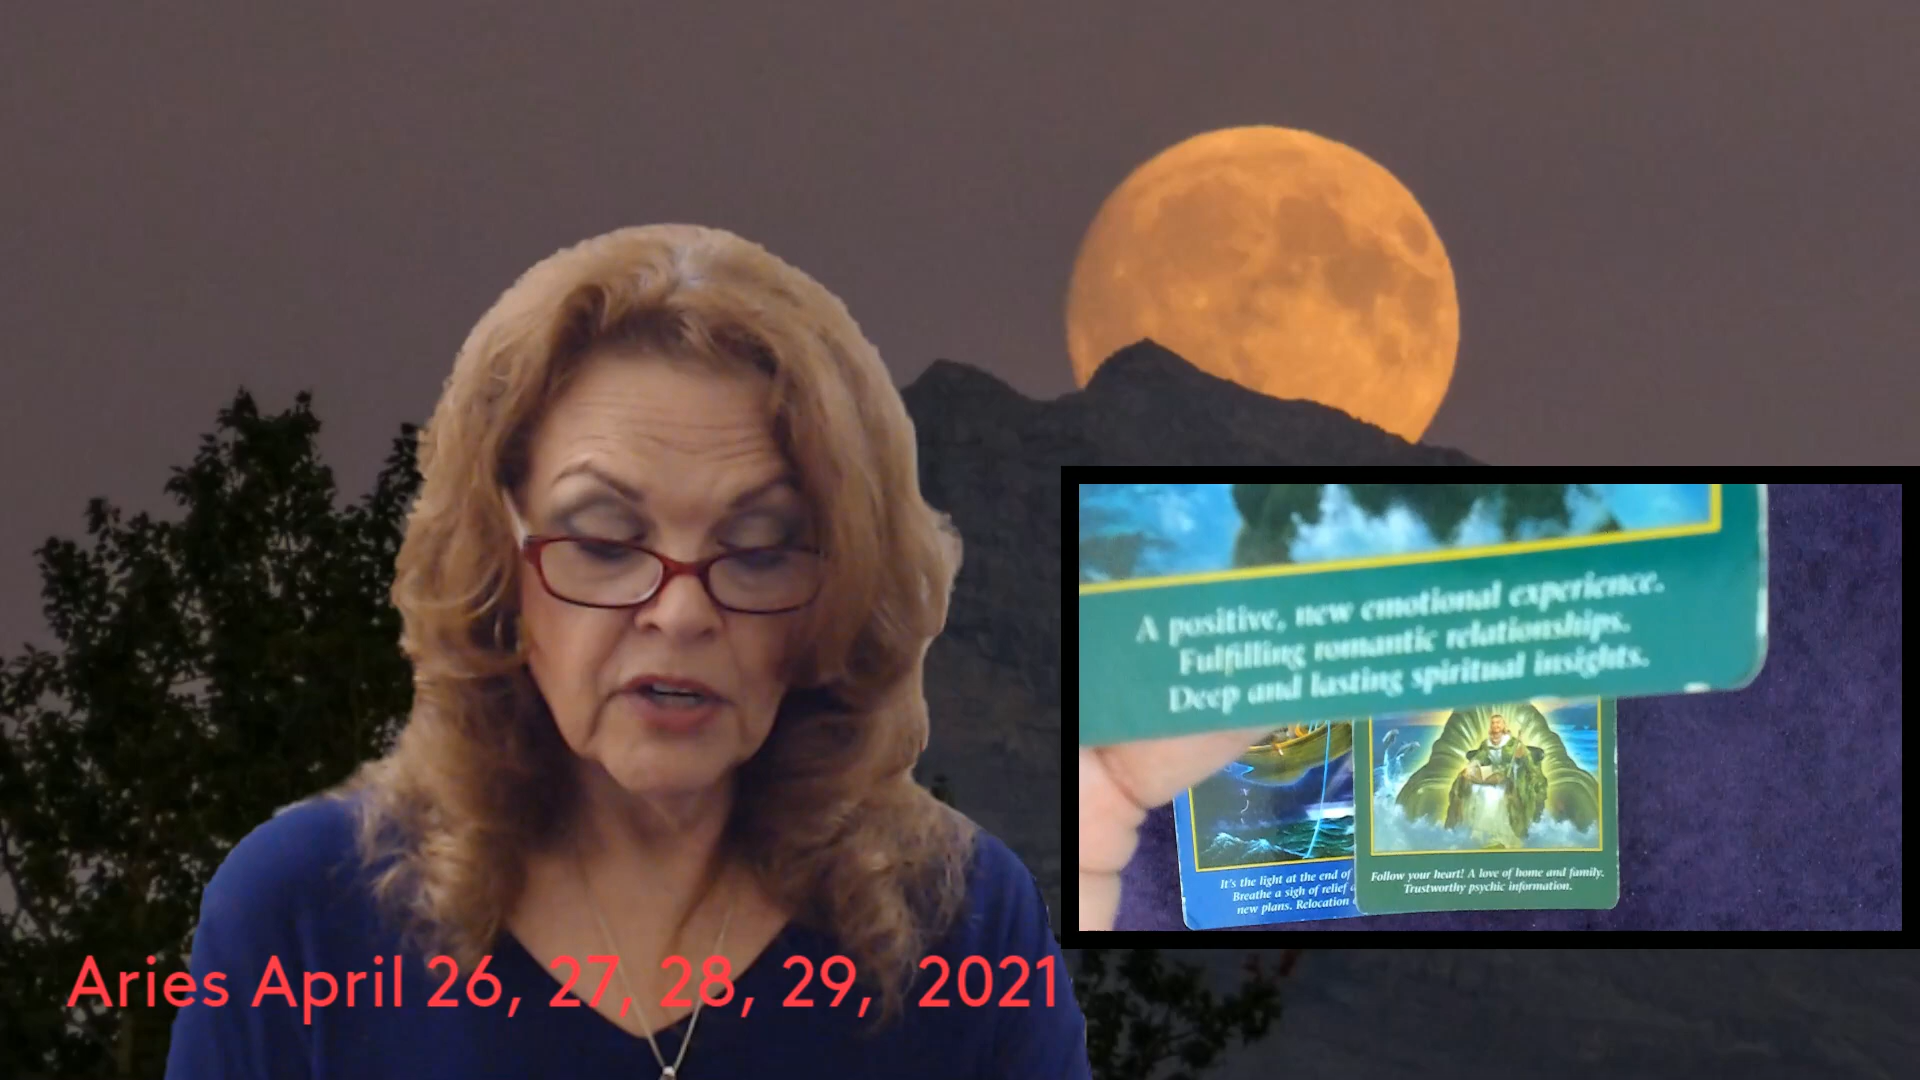 A positive, new emotional experience.
Fulfilling romantic relationships.
Deep and lasting spiritual insights.
It's the light at the end of
Breathe a sigh of relief
new plans. Relocation
Follow your heart! A love of home and family.
Trustworthy psychic information.
Aries April 26, 27, 28, 29, 2021